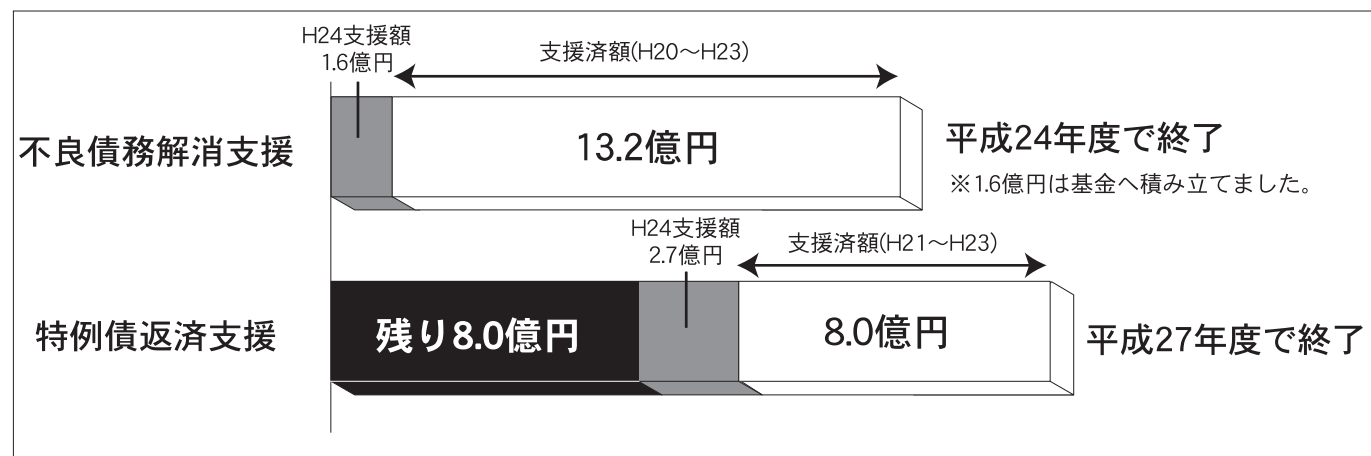 H24支援額
1.6億円
支援済額(H20～H23)
不良債務解消支援
13.2億円
平成24年度で終了
※1.6億円は基金へ積み立てました。
H24支援額
2.7億円
支援済額(H21～H23)
特例債返済支援
残り8.0億円
8.0億円
平成27年度で終了